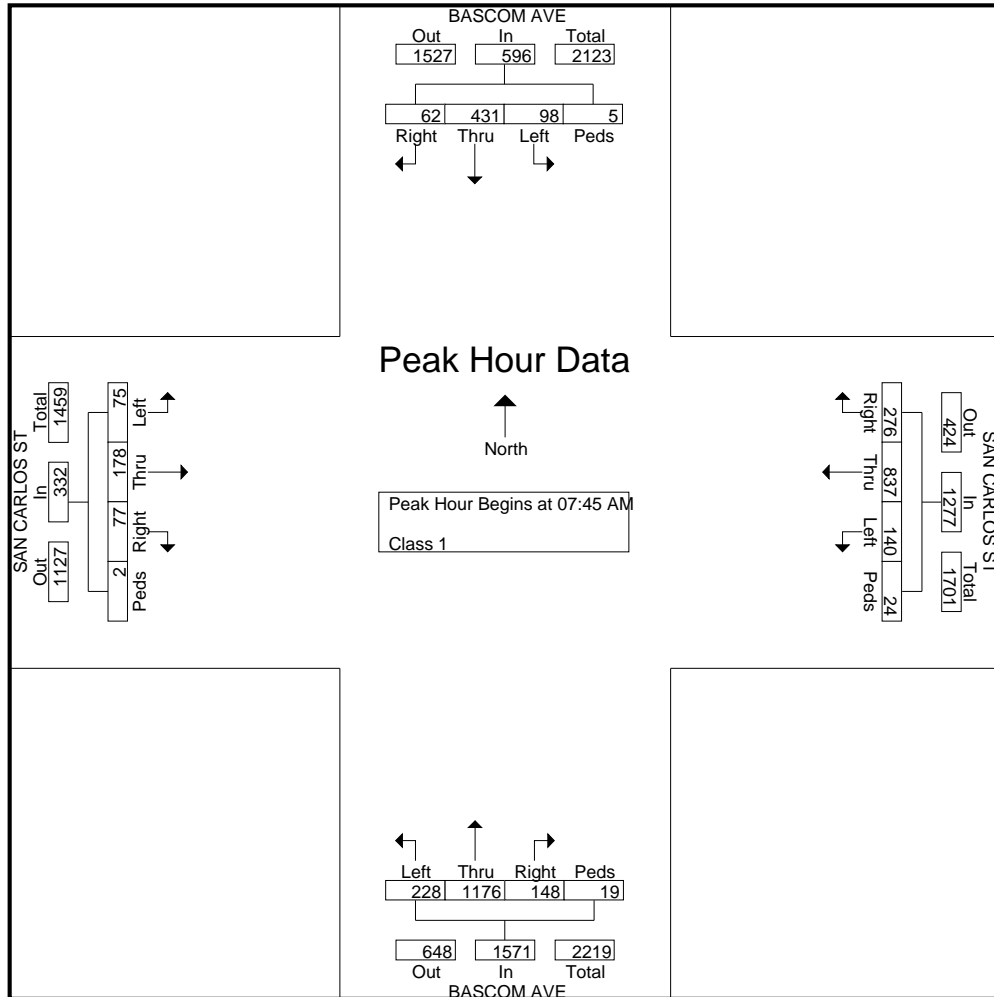 BASCOM AVE
Out In Total
1527 596 2123
62 431 98 5
Right Thru Left Peds
Peak Hour Data
North
Peak Hour Begins at 07:45 AM
Class 1
SAN CARLOS ST
Total In Out
1459 332 1127
75 178 77 2
Left Thru Right Peds
Right Thru Left Peds
276 837 140 24
Out In Total
424 1277 1701
SAN CARLOS ST
Left Thru Right Peds
228 1176 148 19
648 1571 2219
Out In Total
BASCOM AVE